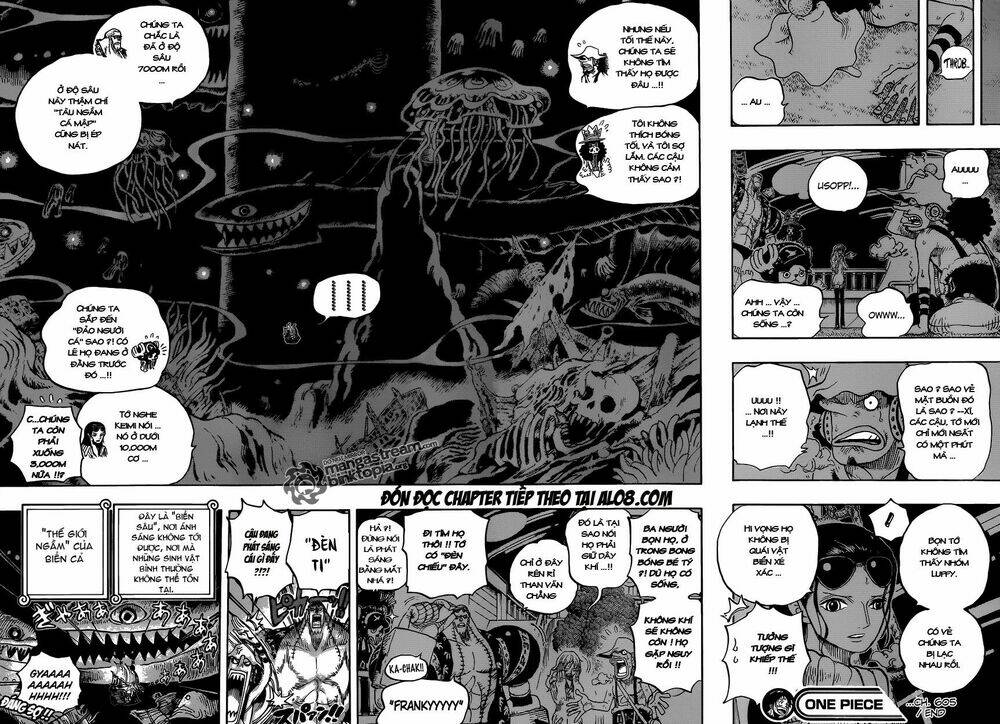 THROB..
... AU ...
AUUUU
...
USOPP!...
AHH ... VẬY
CHÚNG TA CÒN
SỐNG ...?
OWWW...
SAO ? SAO VẺ
MẶT BUỒN ĐÓ
LÀ SAO ? --XÌ,
CÁC CẬU, TỚ MỚI
CHỈ MỚI NGẤT
CÓ MỘT PHÚT
MÀ ...
UUUU !!
... NƠI NÀY
LẠNH THẾ
...!!
BỌN TỚ KHÔNG
TÌM THẤY NHÓM
LUFFY.
HI VỌNG HỌ
KHÔNG BỊ
QUÁI VẬT
BIỂN XÉ
XÁC ...
CÓ VẺ
CHÚNG TA
BỊ LẠC
NHAU RỒI.
TƯỞNG
TƯỢNG GÌ
KHIẾP THẾ
!!!
ONE PIECE
...CH. 605
/ END
NHƯNG NẾU
TỐI THẾ NÀY,
CHÚNG TA SẼ
KHÔNG TÌM
THẤY HỌ ĐƯỢC
ĐÂU ...!!
TÔI KHÔNG
THÍCH BÓNG
TỐI, VÀ TÔI SỢ
LẮM. CÁC CẬU
KHÔNG CẢM
THẤY SAO ?!
CHÚNG TA
CHẮC LÀ
ĐÃ Ở ĐỘ
SÂU
7000M RỒI
...
Ở ĐỘ SÂU
NÀY THẬM CHÍ
"TÀU NGẦM
CÁ MẬP"
CŨNG BỊ ÉP
NÁT.
CHÚNG TA
SẮP ĐẾN
"ĐẢO NGƯỜI
CÁ" SAO ?! CÓ
LẼ HỌ ĐANG Ở
ĐẰNG TRƯỚC
ĐÓ ...!!
TỚ NGHE
KEIMI NÓI ...
NÓ Ở DƯỚI
10,000M
CƠ ...
C...CHÚNG TA
CÒN PHẢI
XUỐNG
3,000M
NỮA !!?
mangastream.com
binktopia.org
ĐÓN ĐỌC CHAPTER TIẾP THEO TẠI ALO8.COM
BA NGƯỜI
BỌN HỌ, Ở
TRONG BONG
BÓNG BÉ TÝ
? ! DÙ HỌ CÓ
SỐNG,
KHÔNG KHÍ
SẼ KHÔNG
CÒN ! HỌ
GẶP NGUY RỒI !
ĐÓ LÀ TẠI
SAO NÓI HỌ
PHẢI GIỮ DÂY
KHÍ ...!!
CHỈ Ở ĐÂY
RÊN RỈ
THAN VÃN
CHẲNG
ĐI TÌM HỌ
THÔI !! TỚ
CÓ "ĐÈN
CHIẾU" ĐÂY.
HẢ ?!
ĐỪNG NÓI
LÀ PHÁT
SÁNG
BẰNG MẮT
NHÁ ?!
KA-CHAK!!
"FRANKYYYYYY"
"ĐÈN
TI"
CẬU ĐANG
PHÁT SÁNG
CÁI GÌ ĐẤY
?!?!
ĐÂY LÀ "BIỂN
SÂU", NƠI ÁNH
SÁNG KHÔNG TỚI
ĐƯỢC, NƠI MÀ
NHỮNG SINH VẬT
BÌNH THƯỜNG
KHÔNG THỂ TỒN
TẠI.
"THẾ GIỚI
NGẦM" CỦA
BIỂN CẢ
GYAAAA
AAAAAH
HHH!!!
ĐÁNG SỢ !!